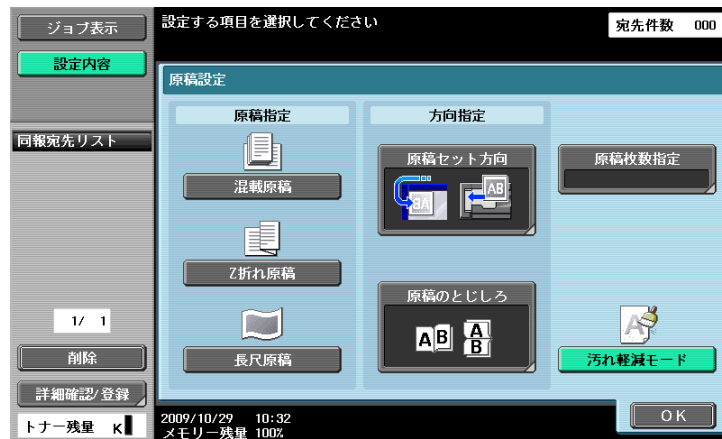 ジョブ表示
設定する項目を選択してください
宛先件数 000
設定内容
原稿設定
原稿指定
方向指定
同報宛先リスト
原稿セット方向
原稿枚数指定
混載原稿
AB
AB
Z折れ原稿
原稿のとじしろ
AB
A
B
1/ 1
長尺原稿
汚れ軽減モード
削除
詳細確認/登録
トナー残量 K
2009/10/29 10:32
メモリー残量 100%
OK